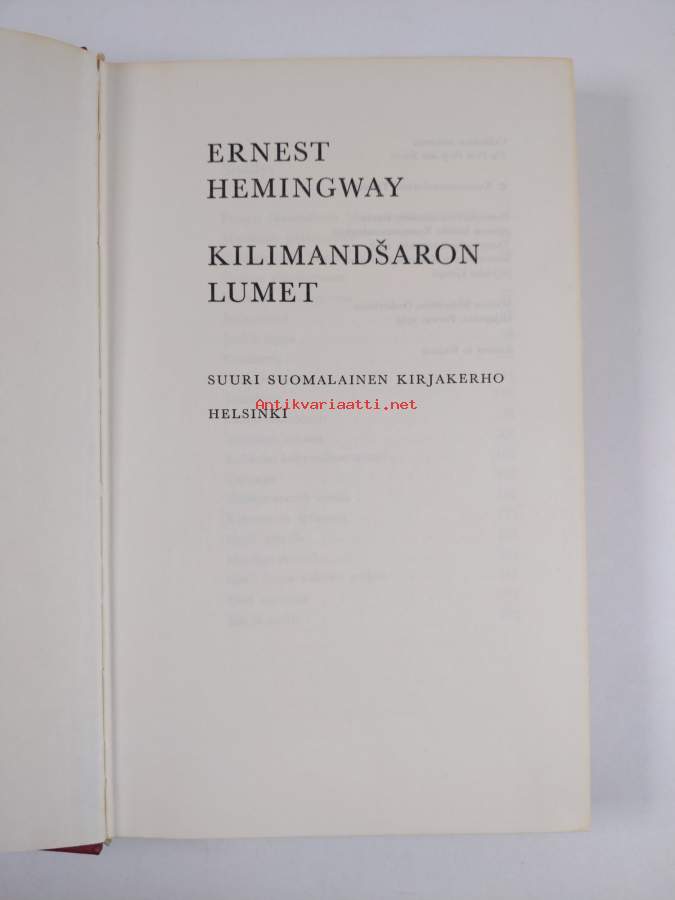 ERNEST
HEMINGWAY
KILIMANDŠARON
LUMET
SUURI SUOMALAINEN KIRJAKERHO
Antikvariaatti.net
HELSINKI